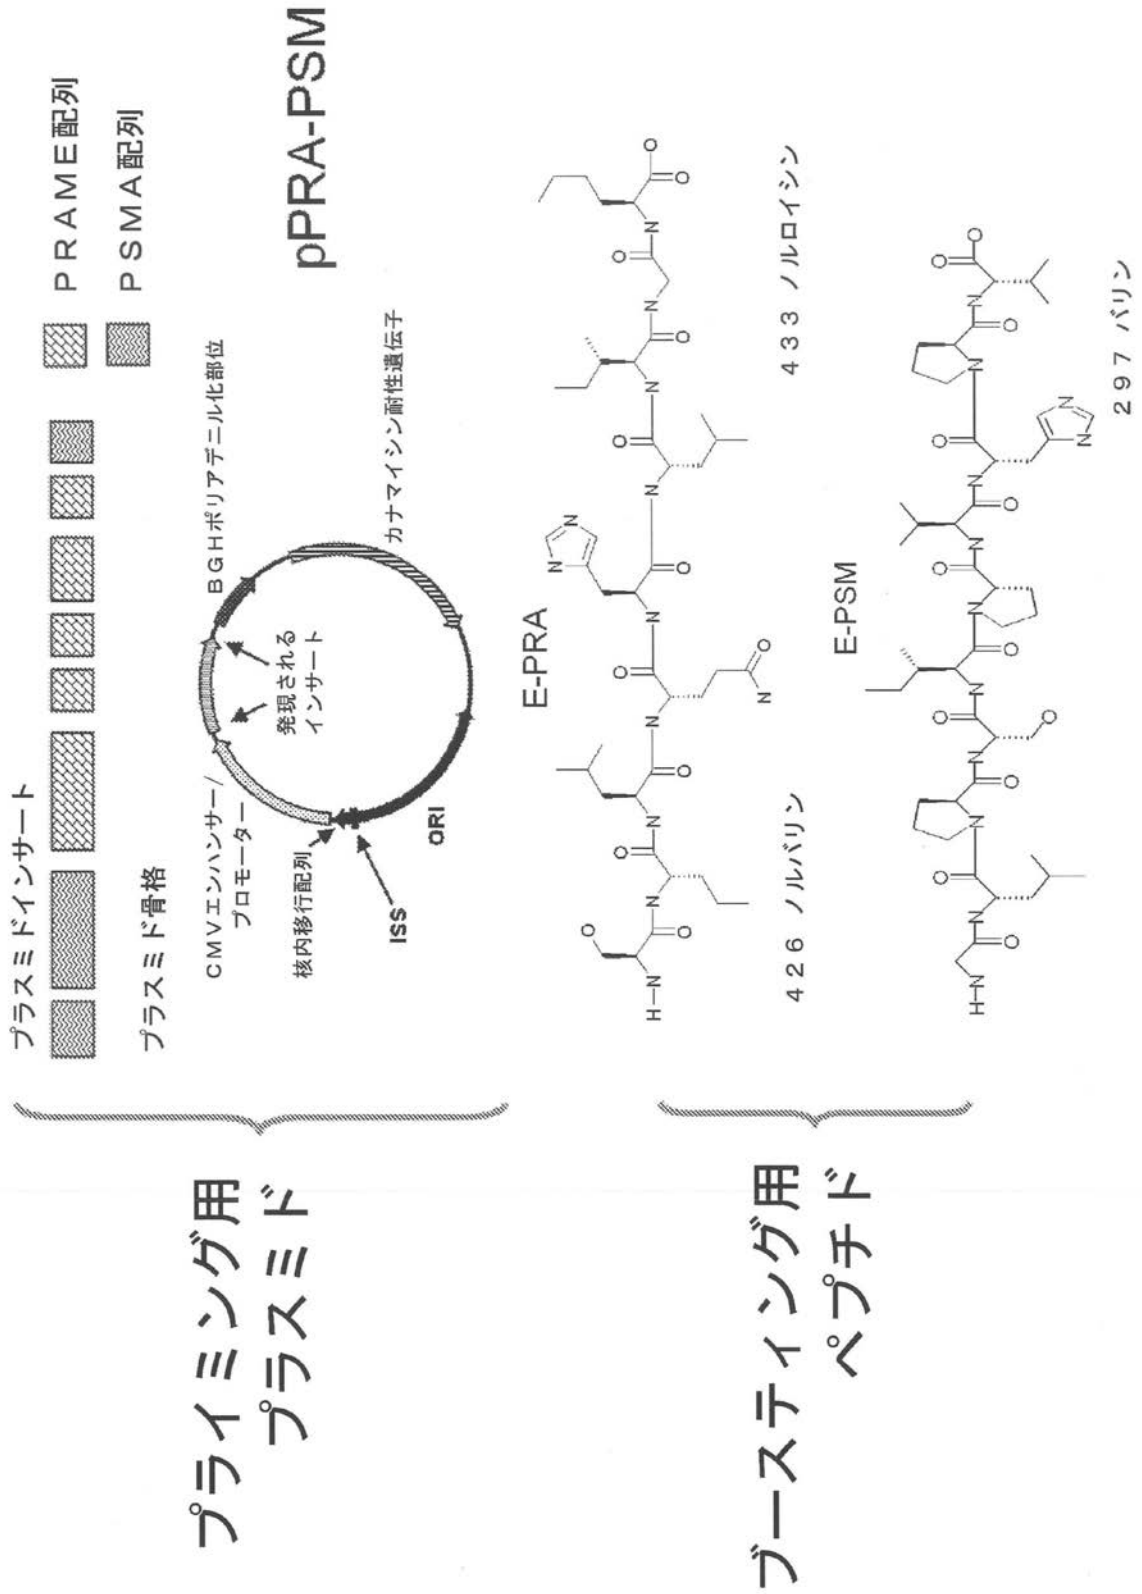 プライミング用
プラスミド
プラスミドインサート
PRAME配列
PSMA配列
プラスミド骨格
CMVエンハンサー/
プロモーター
BGHポリアデニル化部位
発現される
インサート
核内移行配列
ISS
ORI
カナマイシン耐性遺伝子
pPRA-PSM
ブースティング用
ペプチド
E-PRA
426 ノルバリン
433 ノルロイシン
E-PSM
297 バリン